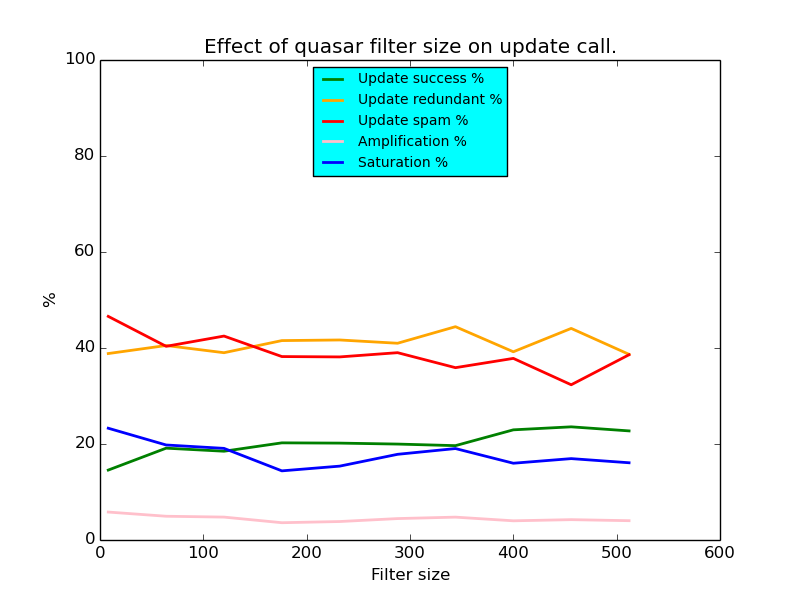 Effect of quasar filter size on update call.
Update success %
Update redundant %
Update spam %
Amplification %
Saturation %
100
80
60
40
20
0
%
0 100 200 300 400 500 600
Filter size